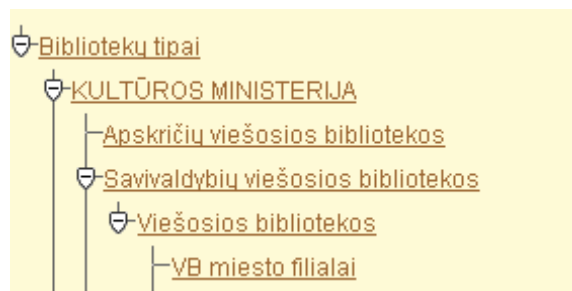 Bibliotekų tipai
KULTŪROS MINISTERIJA
Apskričių viešosios bibliotekos
Savivaldybių viešosios bibliotekos
Viešosios bibliotekos
VB miesto filialai